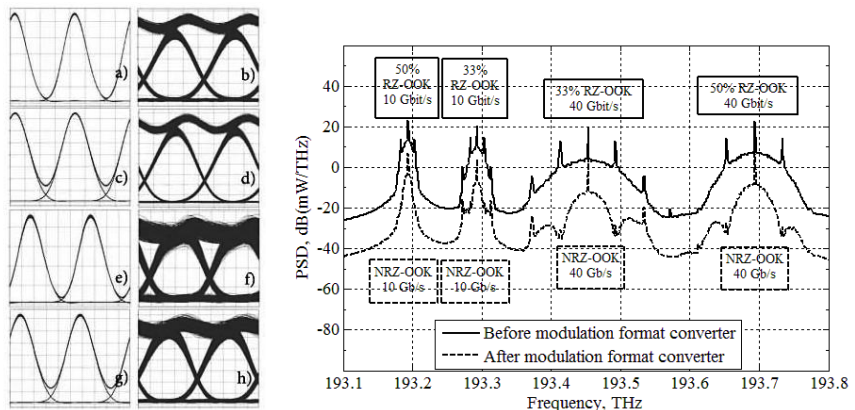 a)
b)
c)
d)
e)
f)
g)
h)
50%
RZ-OOK
10 Gbit/s
33%
RZ-OOK
10 Gbit/s
33% RZ-OOK
40 Gbit/s
50% RZ-OOK
40 Gbit/s
PSD, dB(mW/THz)
40
20
0
-20
-40
-60
-80
NRZ-OOK
10 Gb/s
NRZ-OOK
10 Gb/s
NRZ-OOK
40 Gb/s
NRZ-OOK
40 Gb/s
Before modulation format converter
After modulation format converter
193.1 193.2 193.3 193.4 193.5 193.6 193.7 193.8
Frequency, THz